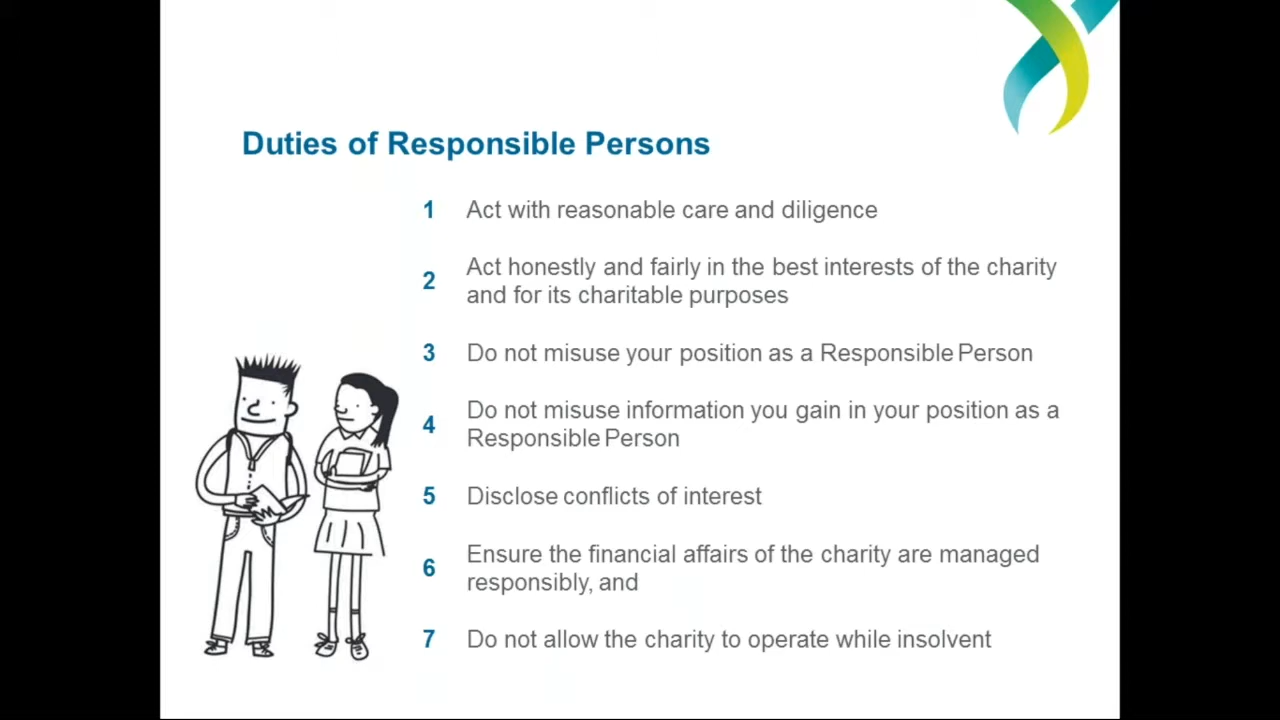 Duties of Responsible Persons
1 Act with reasonable care and diligence
2 Act honestly and fairly in the best interests of the charity
and for its charitable purposes
3 Do not misuse your position as a Responsible Person
4 Do not misuse information you gain in your position as a
Responsible Person
5 Disclose conflicts of interest
6 Ensure the financial affairs of the charity are managed
responsibly, and
7 Do not allow the charity to operate while insolvent